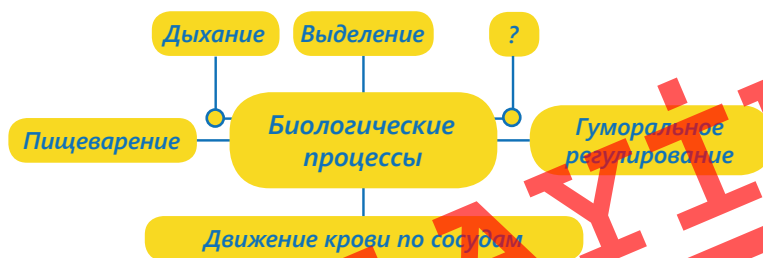 Дыхание
Выделение
?
Пищеварение
Биологические
процессы
Гуморальное
регулирование
Движение крови по сосудам